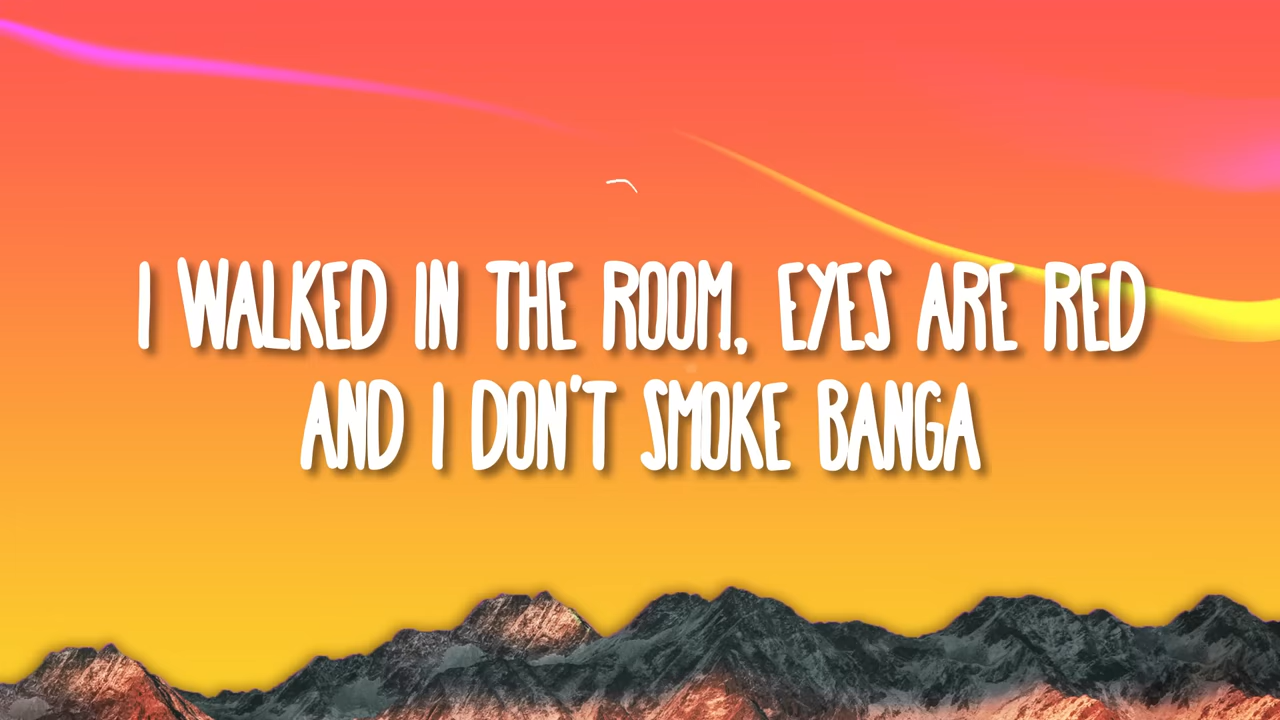 I WALKED IN THE ROOM, EYES ARE RED
AND I DON'T SMOKE BANGA